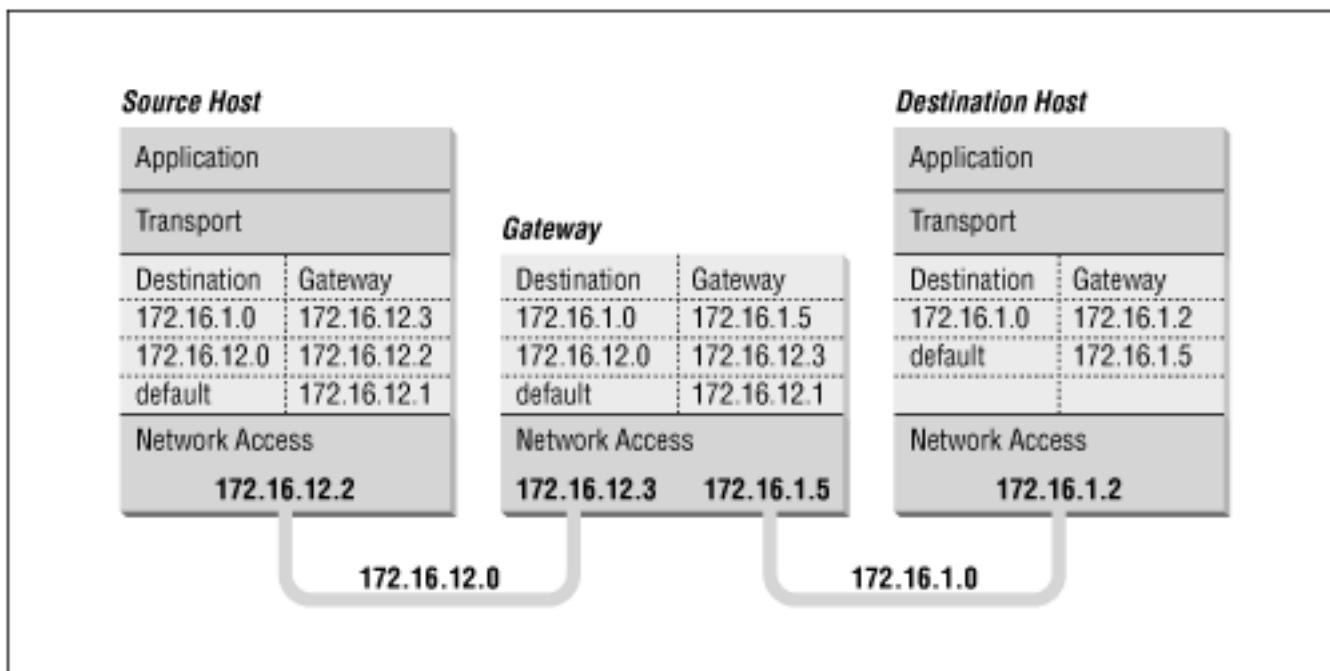 Source Host
Application
Transport
Destination Gateway
172.16.1.0 172.16.12.3
172.16.12.0 172.16.12.2
default 172.16.12.1
Network Access
172.16.12.2
Gateway
Destination Gateway
172.16.1.0 172.16.1.5
172.16.12.0 172.16.12.3
default 172.16.12.1
Network Access
172.16.12.3 172.16.1.5
Destination Host
Application
Transport
Destination Gateway
172.16.1.0 172.16.1.2
default 172.16.1.5
Network Access
172.16.1.2
172.16.12.0
172.16.1.0